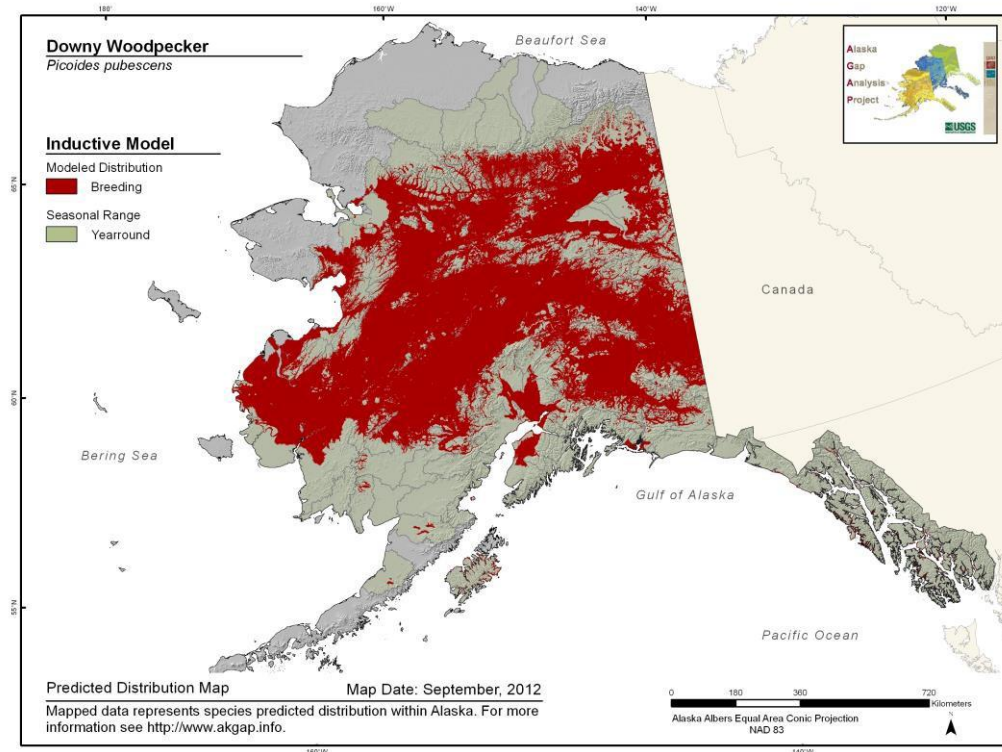 180°
160°W
140°W
120°W
Downy Woodpecker
Picoides pubescens
Beaufort Sea
Alaska
Gap
Analysis
Project
USGS
Inductive Model
Modeled Distribution
Breeding
Seasonal Range
Yearround
65°N
Canada
60°N
Bering Sea
Gulf of Alaska
55°N
Pacific Ocean
Predicted Distribution Map
Map Date: September, 2012
Mapped data represents species predicted distribution within Alaska. For more
information see http://www.akgap.info.
0 180 360 720
Kilometers
Alaska Albers Equal Area Conic Projection
NAD 83
N
160°W
140°W